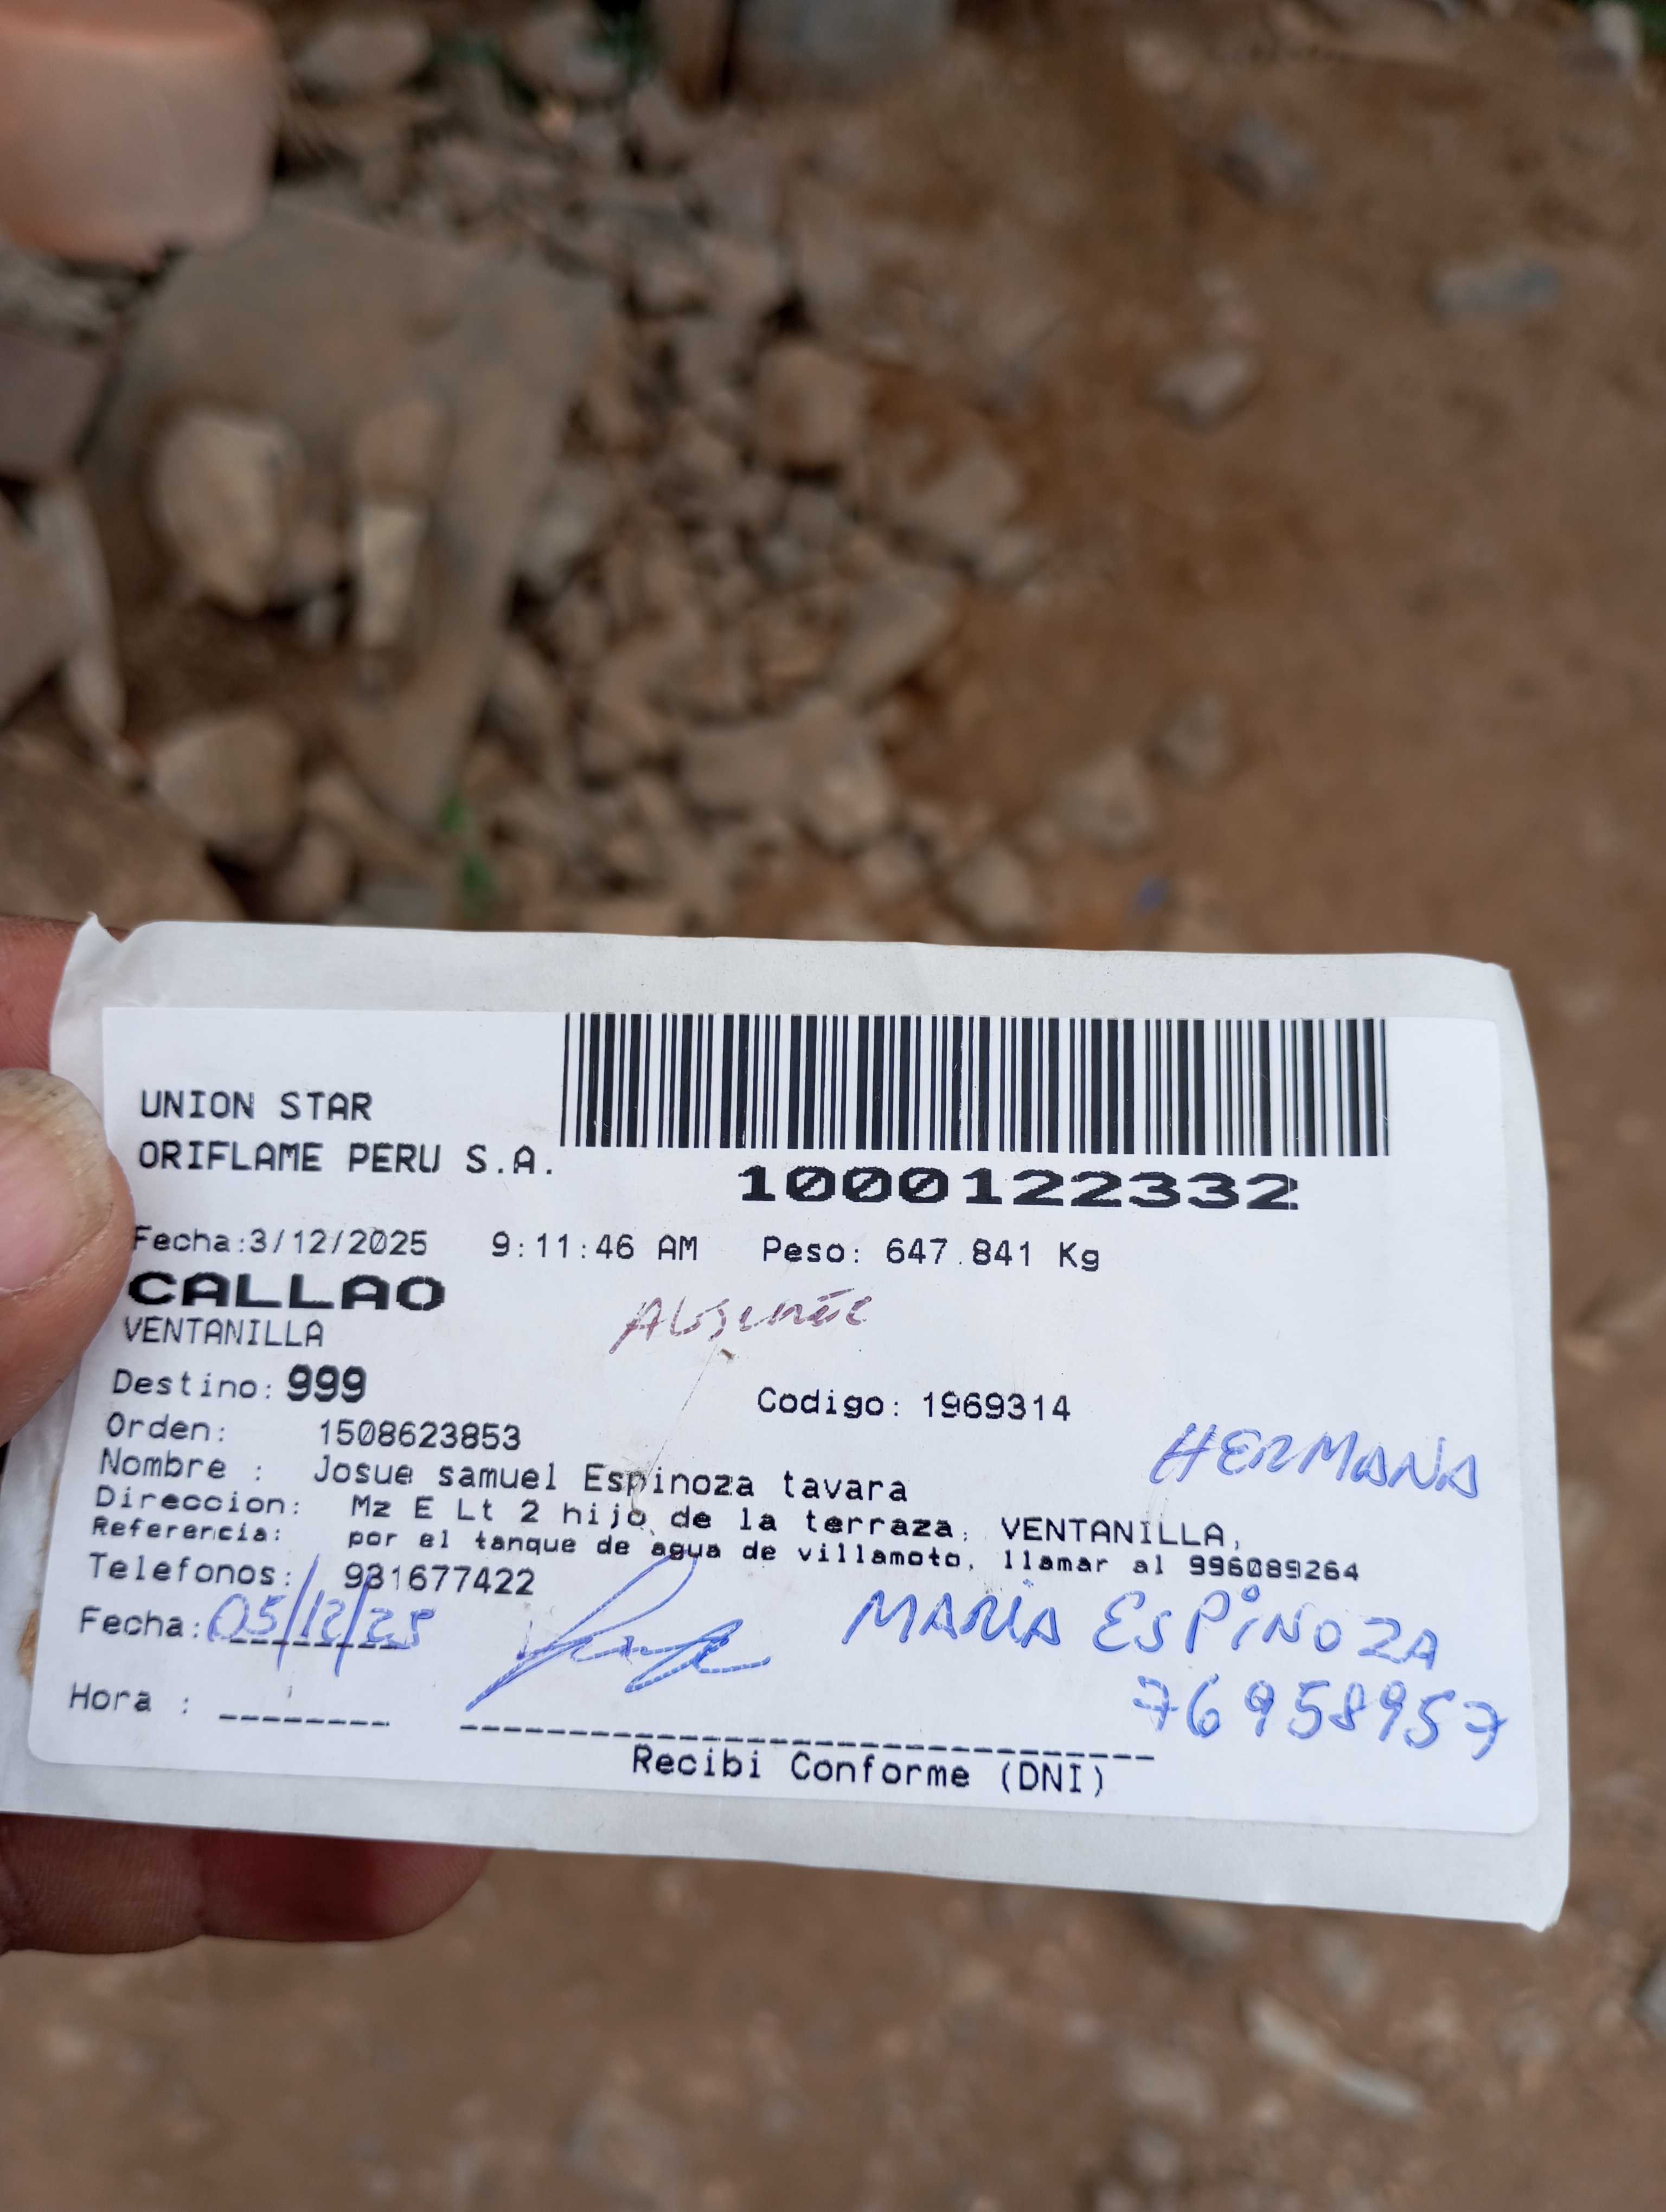 UNION STAR
ORIFLAME PERU S.A.
1000122332
Fecha:3/12/2025 9:11:46 AM Peso: 647.841 Kg
CALLAO
Ausente
VENTANILLA
Destino: 999
Codigo: 1969314
Orden: 1508623853
HERMANA
Nombre : Josue samuel Espinoza tavara
Direccion: Mz E Lt 2 hijo de la terraza, VENTANILLA,
Referencia: por el tanque de agua de villamoto, llamar al 996089264
Telefonos: 931677422
Fecha: 05/12/25
MARIA ESPINOZA
76958957
Hora :
Recibi Conforme (DNI)